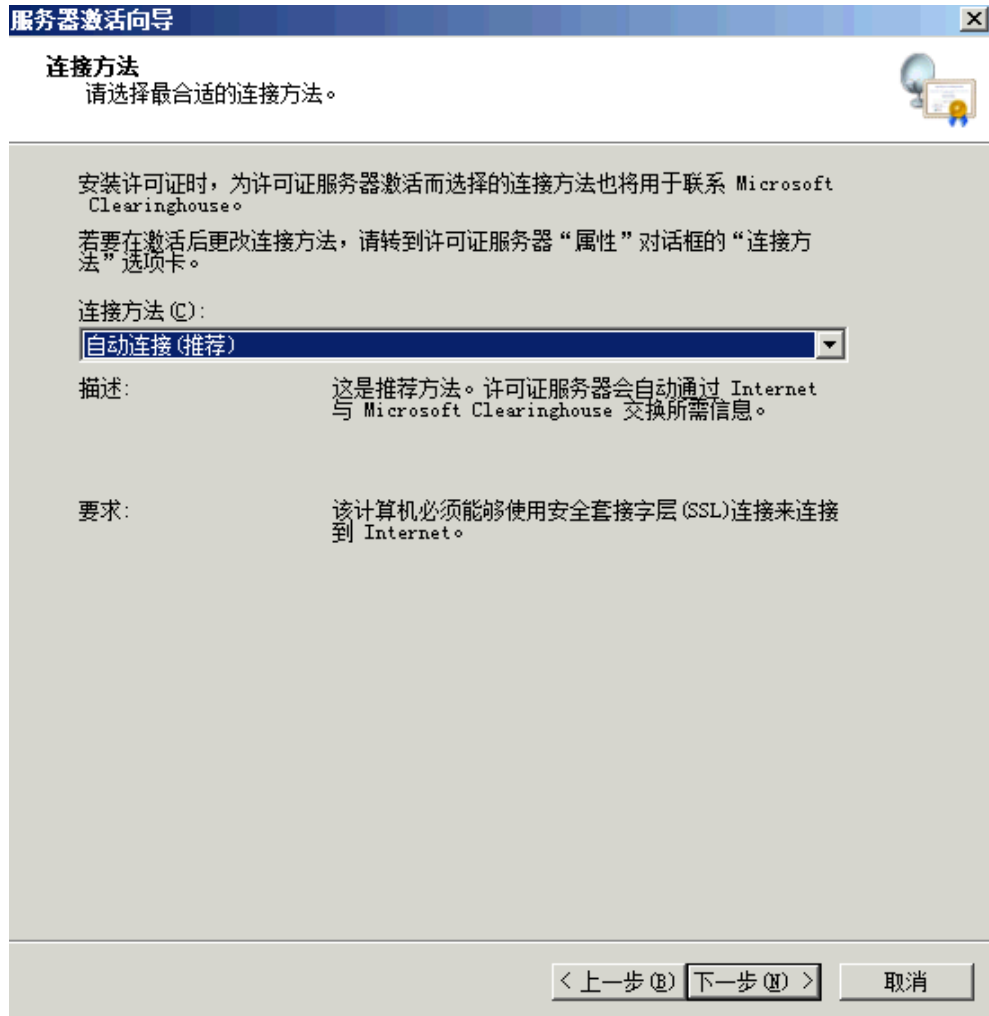 服务器激活向导
连接方法
请选择最合适的连接方法。
安装许可证时，为许可证服务器激活而选择的连接方法也将用于联系 Microsoft
Clearinghouse。
若要在激活后更改连接方法，请转到许可证服务器“属性”对话框的“连接方
法”选项卡。
连接方法(C):
自动连接(推荐)
描述:
这是推荐方法。许可证服务器会自动通过 Internet
与 Microsoft Clearinghouse 交换所需信息。
要求:
该计算机必须能够使用安全套接字层(SSL)连接来连接
到 Internet。
< 上一步(B) 下一步(N) > 取消